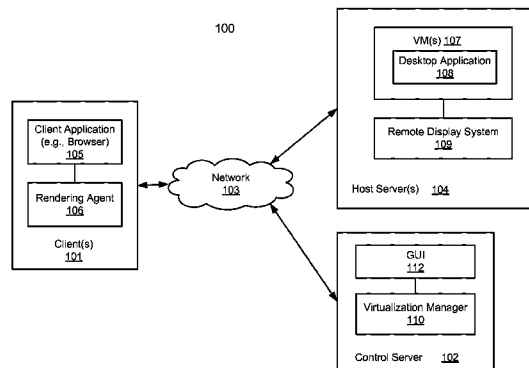 100
VM(s) 107
Desktop Application
108
Remote Display System
109
Host Server(s) 104
Client Application
(e.g., Browser)
105
Rendering Agent
106
Client(s)
101
Network
103
GUI
112
Virtualization Manager
110
Control Server 102